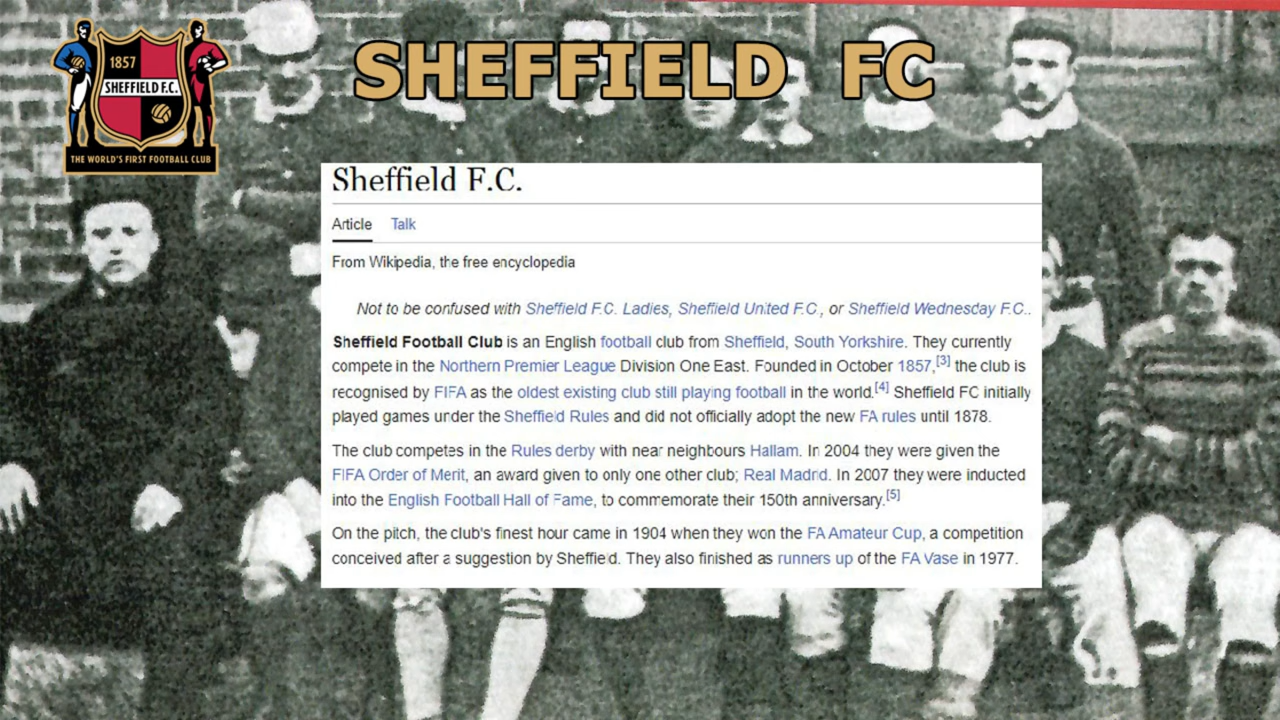 1857
SHEFFIELD F.C.
THE WORLD'S FIRST FOOTBALL CLUB
SHEFFIELD FC
Sheffield F.C.
Article Talk
From Wikipedia, the free encyclopedia
Not to be confused with Sheffield F.C. Ladies, Sheffield United F.C., or Sheffield Wednesday F.C..
Sheffield Football Club is an English football club from Sheffield, South Yorkshire. They currently
compete in the Northern Premier League Division One East. Founded in October 1857,[3] the club is
recognised by FIFA as the oldest existing club still playing football in the world.[4] Sheffield FC initially
played games under the Sheffield Rules and did not officially adopt the new FA rules until 1878.
The club competes in the Rules derby with near neighbours Hallam. In 2004 they were given the
FIFA Order of Merit, an award given to only one other club; Real Madrid. In 2007 they were inducted
into the English Football Hall of Fame, to commemorate their 150th anniversary.[5]
On the pitch, the club's finest hour came in 1904 when they won the FA Amateur Cup, a competition
conceived after a suggestion by Sheffield. They also finished as runners up of the FA Vase in 1977.